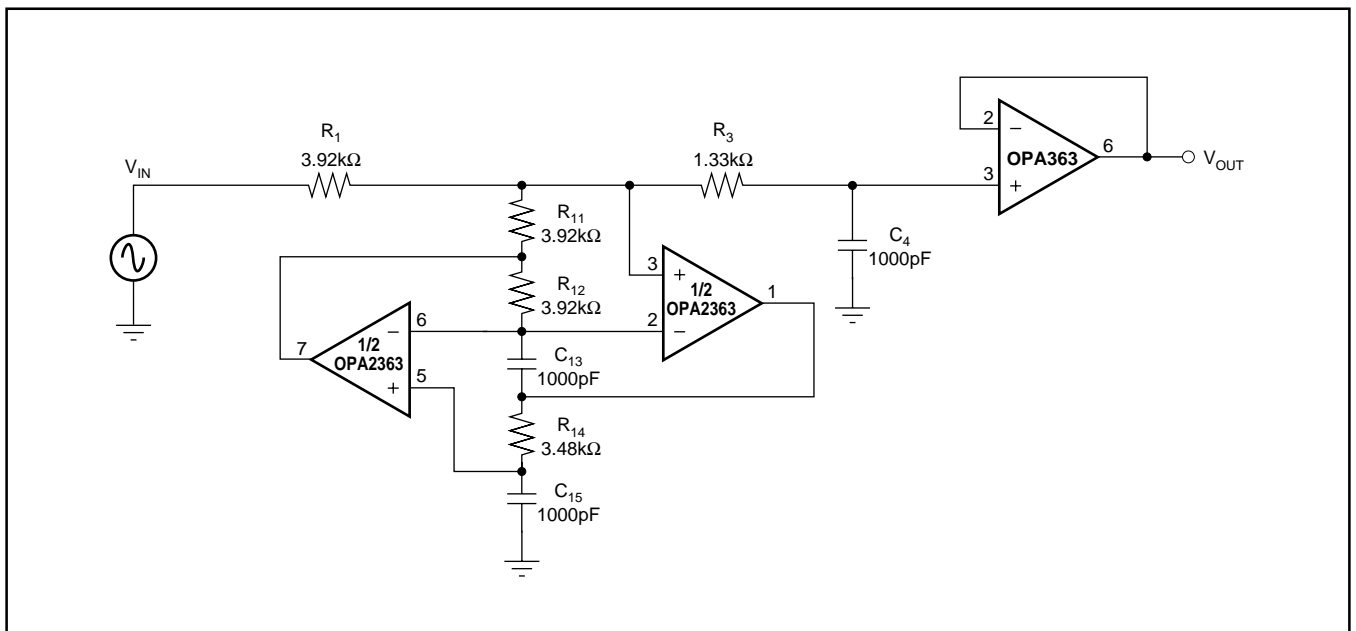 R1
3.92kΩ
VIN
R3
1.33kΩ
2
−
OPA363
6
3
+
VOUT
R11
3.92kΩ
C4
1000pF
R12
3.92kΩ
3
+
1/2
OPA2363
1
2
−
6
−
1/2
OPA2363
7
5
+
C13
1000pF
R14
3.48kΩ
C15
1000pF